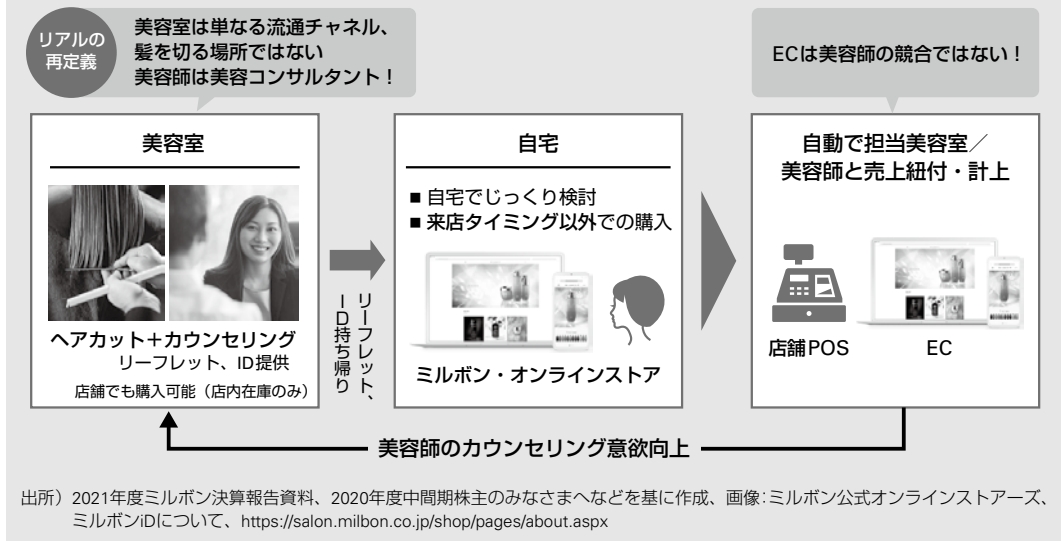 リアルの
再定義
美容室は単なる流通チャネル、
髪を切る場所ではない
美容師は美容コンサルタント！
ECは美容師の競合ではない！
美容室
ヘアカット＋カウンセリング
リーフレット、ID提供
店舗でも購入可能（店内在庫のみ）
リーフレット、
ID持ち帰り
自宅
■ 自宅でじっくり検討
■ 来店タイミング以外での購入
ミルボン・オンラインストア
自動で担当美容室／
美容師と売上紐付・計上
店舗POS
EC
美容師のカウンセリング意欲向上
出所）2021年度ミルボン決算報告資料、2020年度中間期株主のみなさまへなどを基に作成、画像：ミルボン公式オンラインストアーズ、
ミルボンiDについて、https://salon.milbon.co.jp/shop/pages/about.aspx